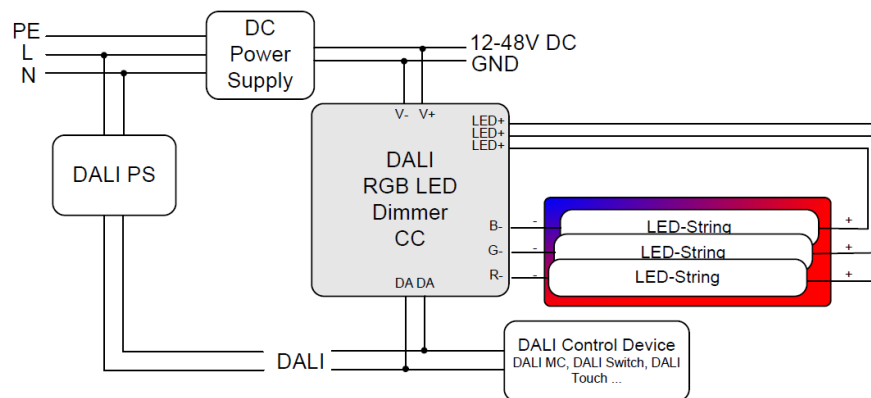 PE
L
N
DC
Power
Supply
12-48V DC
GND
V- V+
LED+
LED+
LED+
DALI PS
DALI
RGB LED
Dimmer
CC
B- - LED-String +
G- - LED-String +
R- - LED-String +
DA DA
DALI
DALI Control Device
DALI MC, DALI Switch, DALI
Touch ...